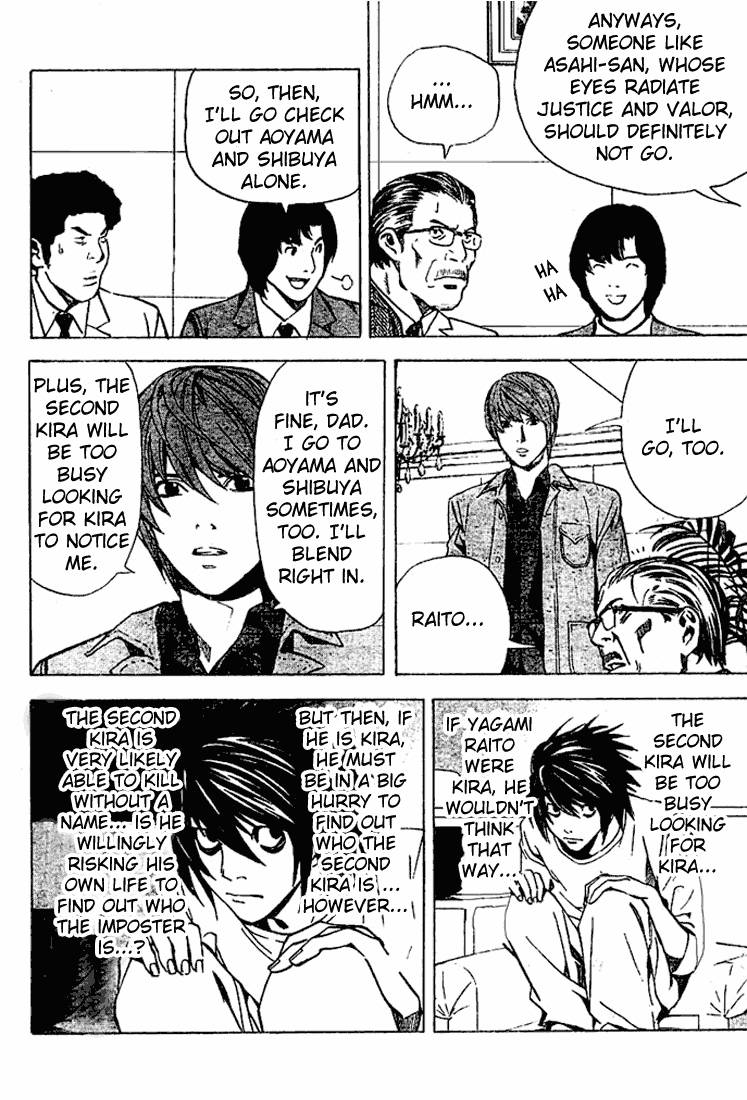 ANYWAYS,
SOMEONE LIKE
ASAHI-SAN, WHOSE
EYES RADIATE
JUSTICE AND VALOR,
SHOULD DEFINITELY
NOT GO.
...
HMM...
HA
HA
SO, THEN,
I'LL GO CHECK
OUT AOYAMA
AND SHIBUYA
ALONE.
I'LL
GO, TOO.
RAITO...
IT'S
FINE, DAD.
I GO TO
AOYAMA AND
SHIBUYA
SOMETIMES,
TOO. I'LL
BLEND
RIGHT IN.
PLUS, THE
SECOND
KIRA WILL
BE TOO
BUSY
LOOKING
FOR KIRA
TO NOTICE
ME.
THE
SECOND
KIRA WILL
BE TOO
BUSY
LOOKING
FOR
KIRA...
IF YAGAMI
RAITO
WERE
KIRA, HE
WOULDN'T
THINK
THAT
WAY...
BUT THEN, IF
HE IS KIRA,
HE MUST
BE IN A BIG
HURRY TO
FIND OUT
WHO THE
SECOND
KIRA IS ...
HOWEVER...
THE SECOND
KIRA IS
VERY LIKELY
ABLE TO KILL
WITHOUT A
NAME... IS HE
WILLINGLY
RISKING HIS
OWN LIFE TO
FIND OUT WHO
THE IMPOSTER
IS...?